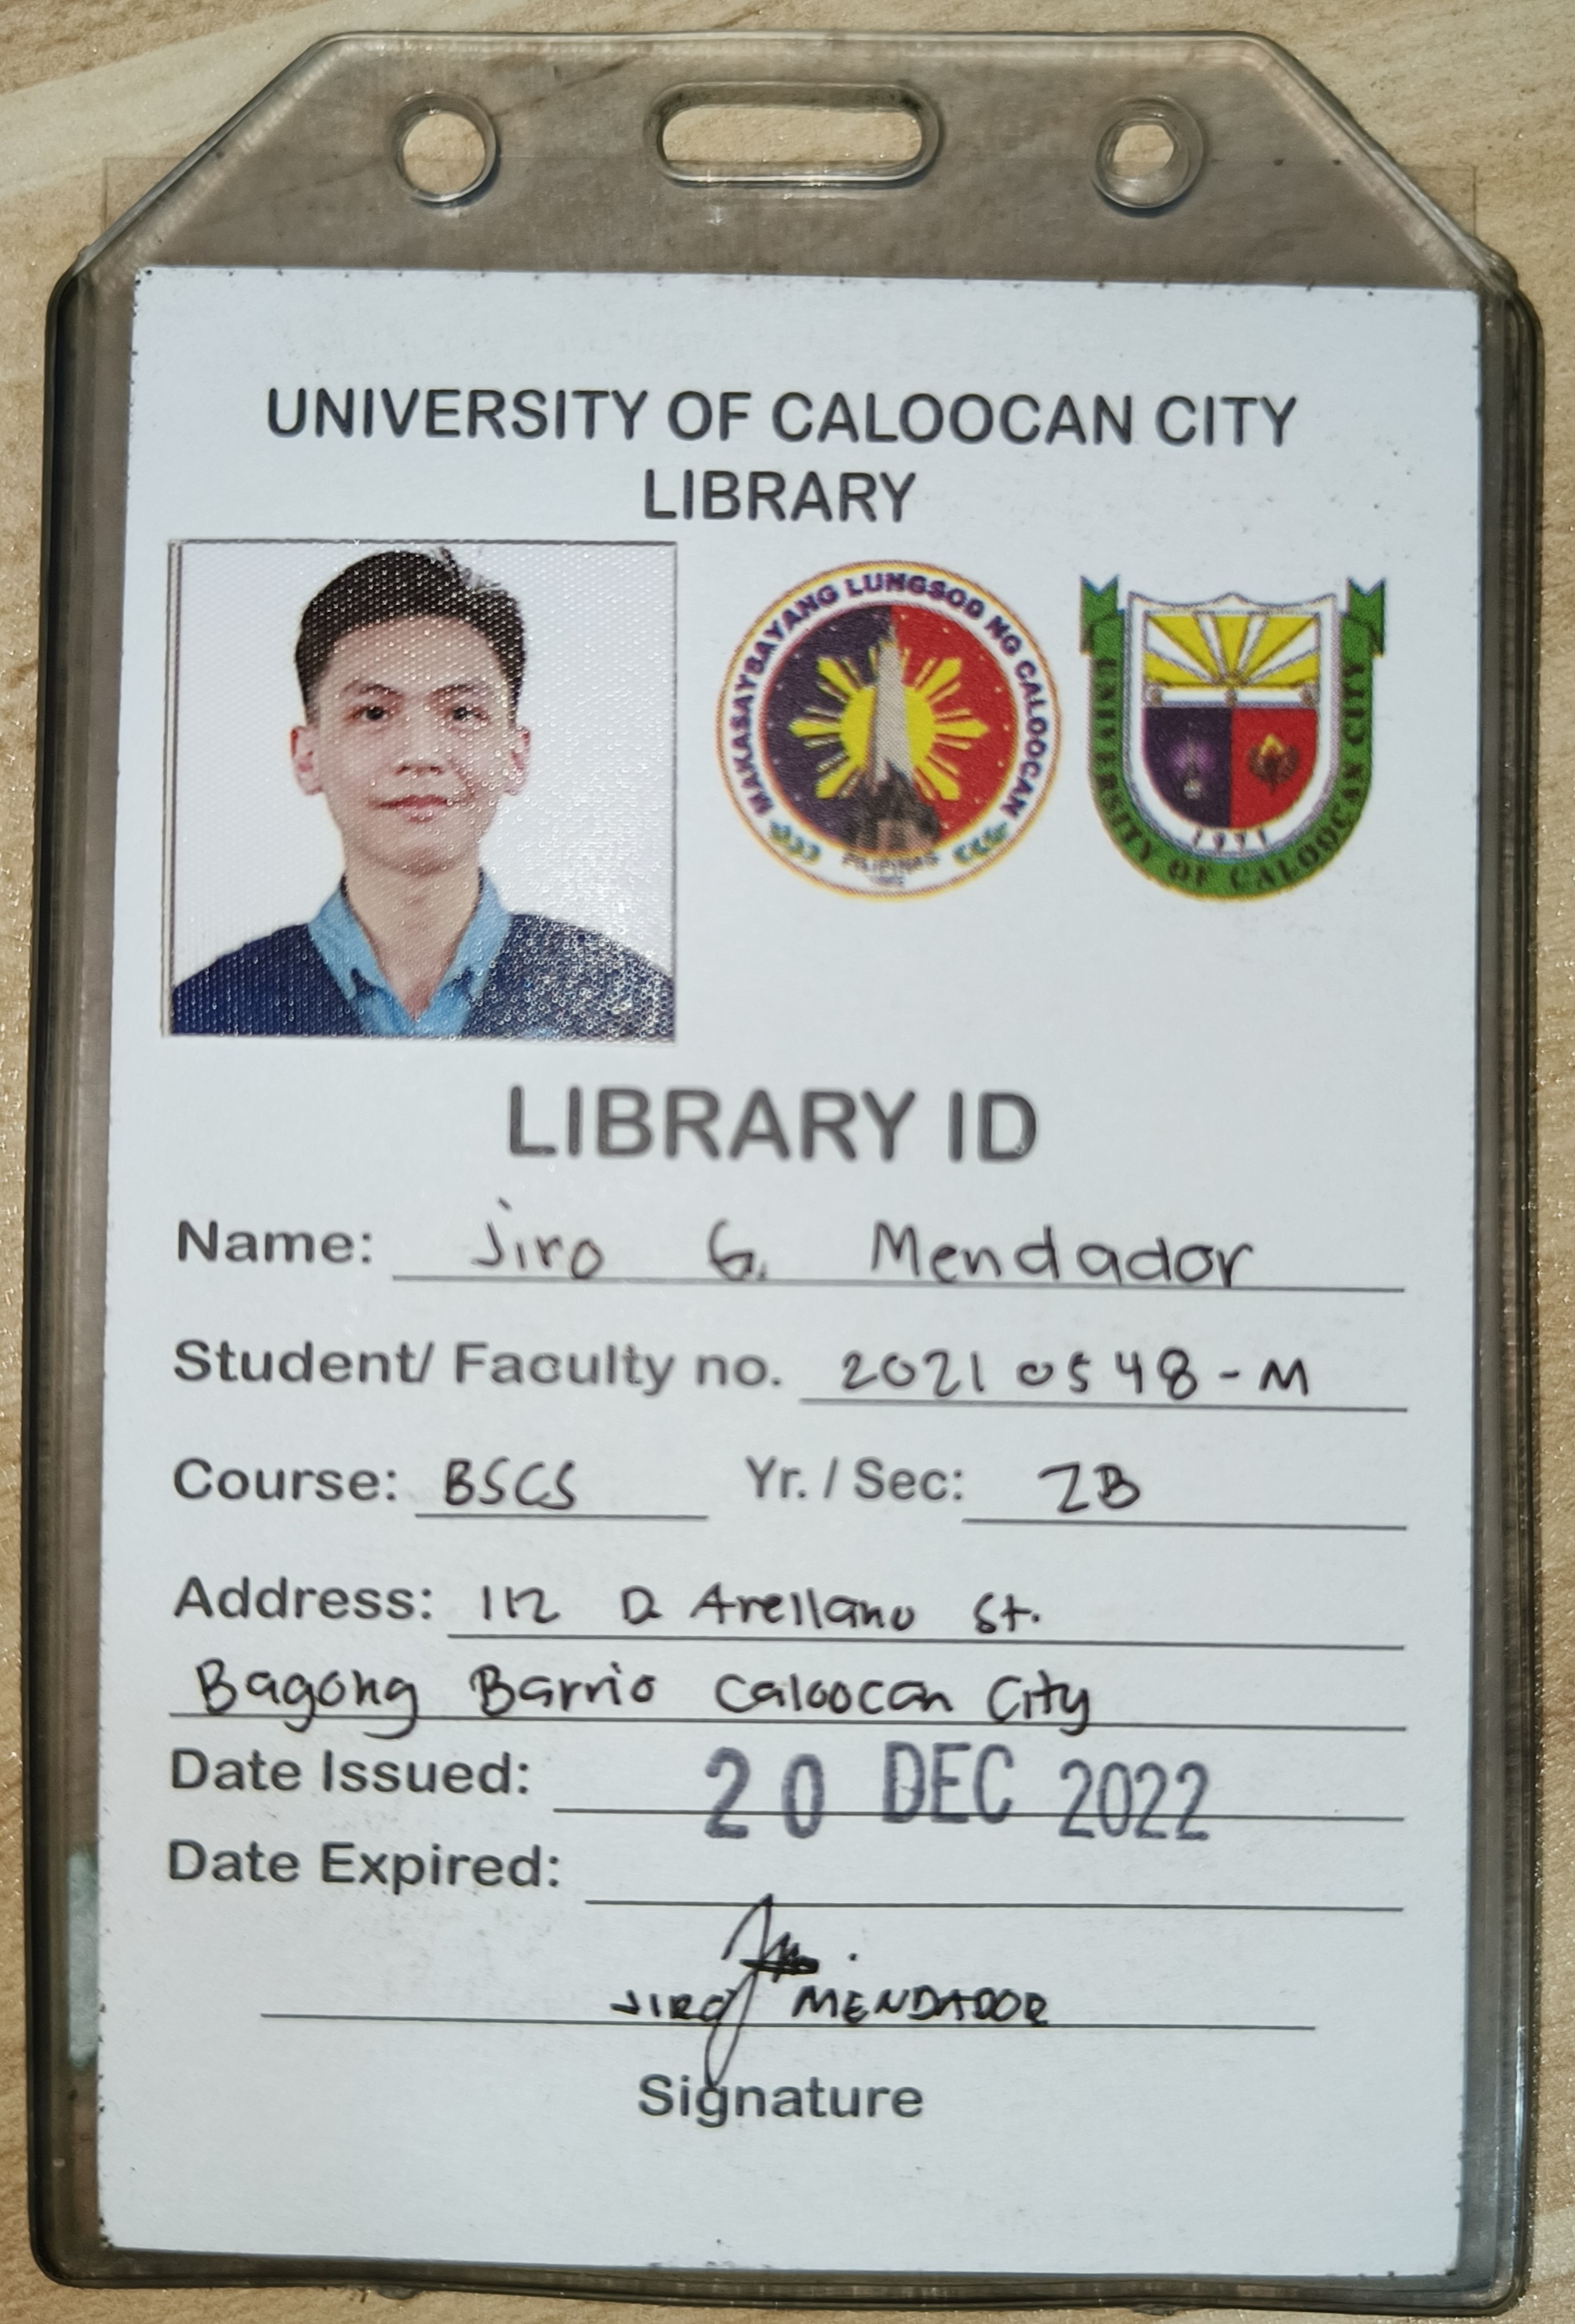 UNIVERSITY OF CALOOCAN CITY
LIBRARY
MAKASAYSAYANG LUNGSOD NG CALOOCAN
PILIPINAS
UNIVERSITY OF CALOOCAN CITY
1971
LIBRARY ID
Name: Jiro G. Mendador
Student/ Faculty no. 20210548-M
Course: BSCS Yr. / Sec: 2B
Address: 112 D. Arellano St.
Bagong Barrio Caloocan City
Date Issued: 20 DEC 2022
Date Expired:
JIRO MENDADOR
Signature